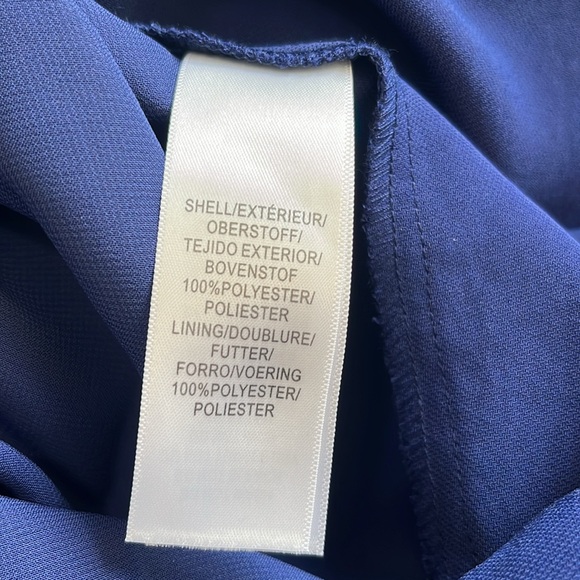 SHELL/EXTÉRIEUR/
OBERSTOFF/
TEJIDO EXTERIOR/
BOVENSTOF
100%POLYESTER/
POLIESTER
LINING/DOUBLURE/
FUTTER/
FORRO/VOERING
100%POLYESTER/
POLIESTER